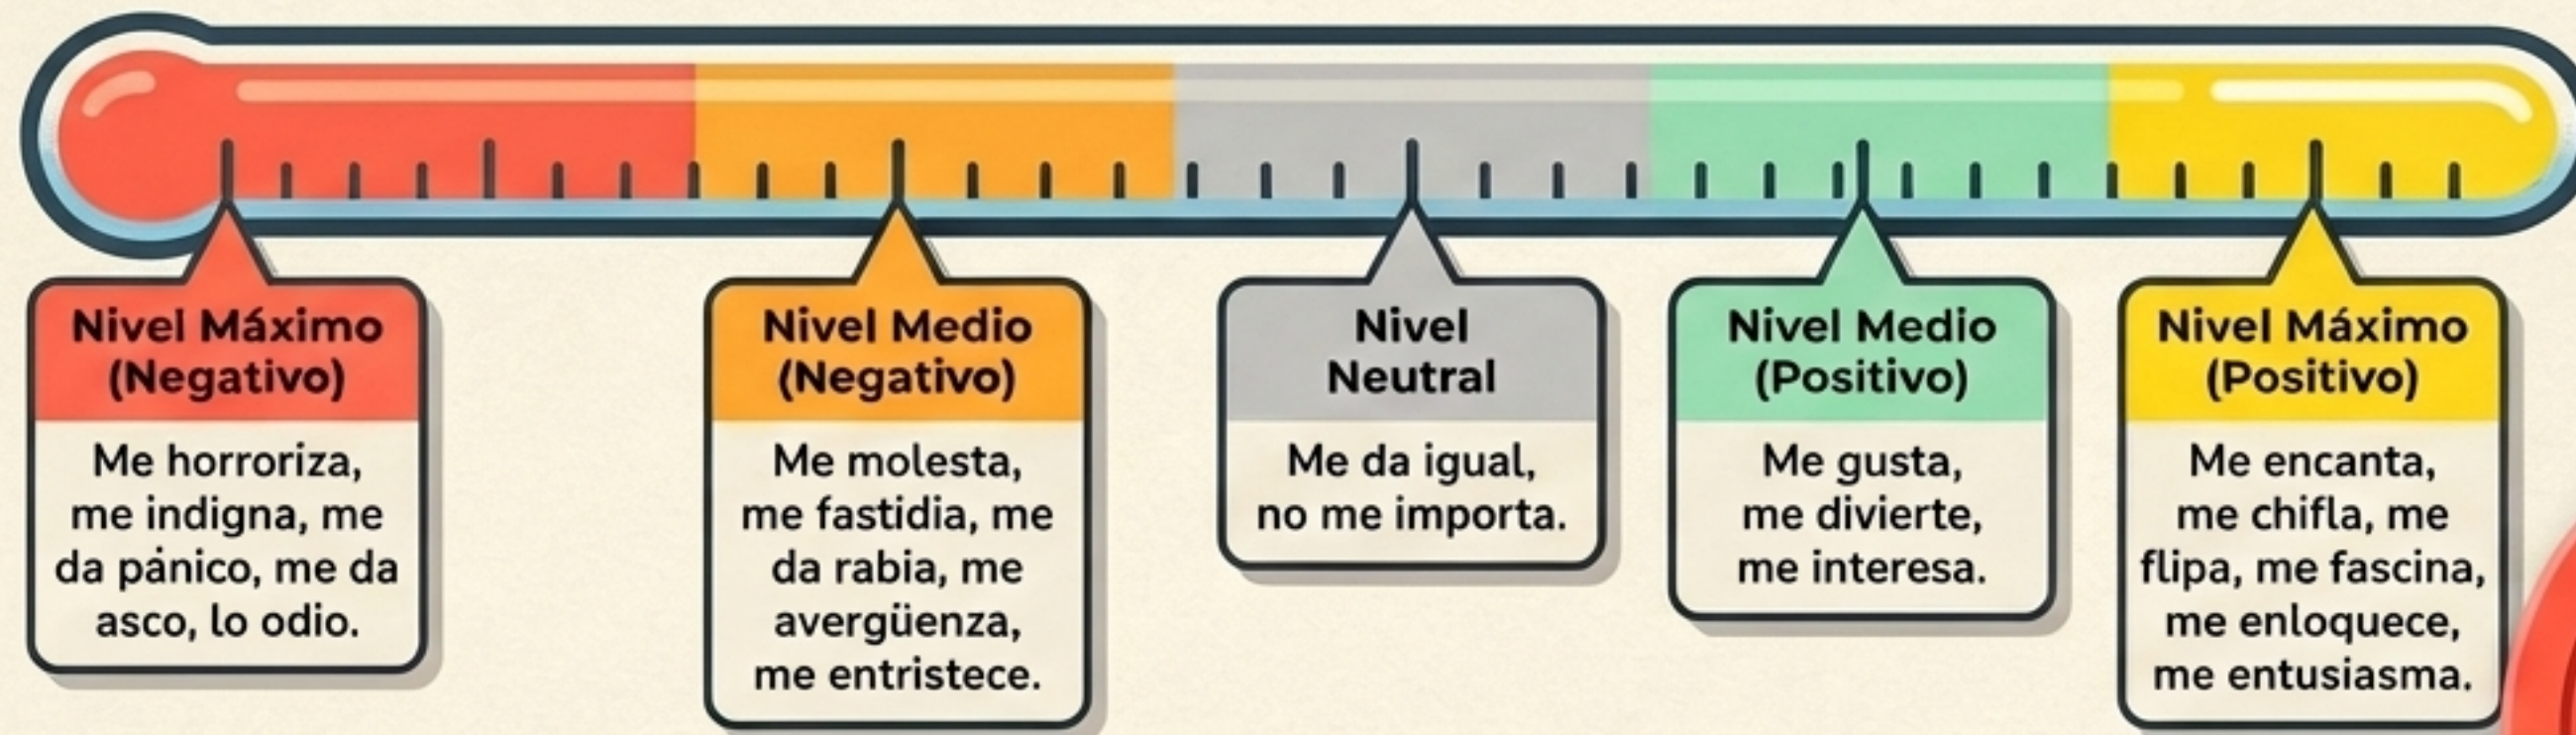 Nivel Máximo
(Negativo)
Me horroriza,
me indigna, me
da pánico, me da
asco, lo odio.
Nivel Medio
(Negativo)
Me molesta,
me fastidia, me
da rabia, me
avergüenza,
me entristece.
Nivel
Neutral
Me da igual,
no me importa.
Nivel Medio
(Positivo)
Me gusta,
me divierte,
me interesa.
Nivel Máximo
(Positivo)
Me encanta,
me chifla, me
flipa, me fascina,
me enloquece,
me entusiasma.